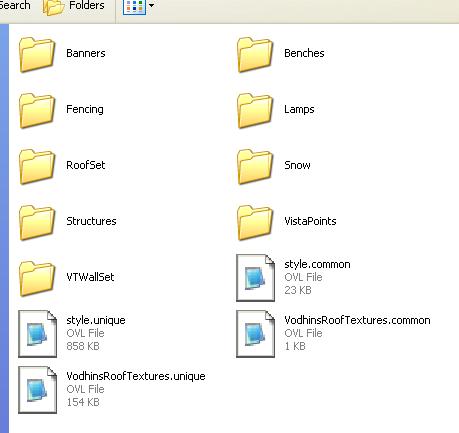 Search Folders
Banners
Benches
Fencing
Lamps
RoofSet
Snow
Structures
VistaPoints
VTWallSet
style.common
OVL File
23 KB
style.unique
OVL File
858 KB
VodhinsRoofTextures.common
OVL File
1 KB
VodhinsRoofTextures.unique
OVL File
154 KB